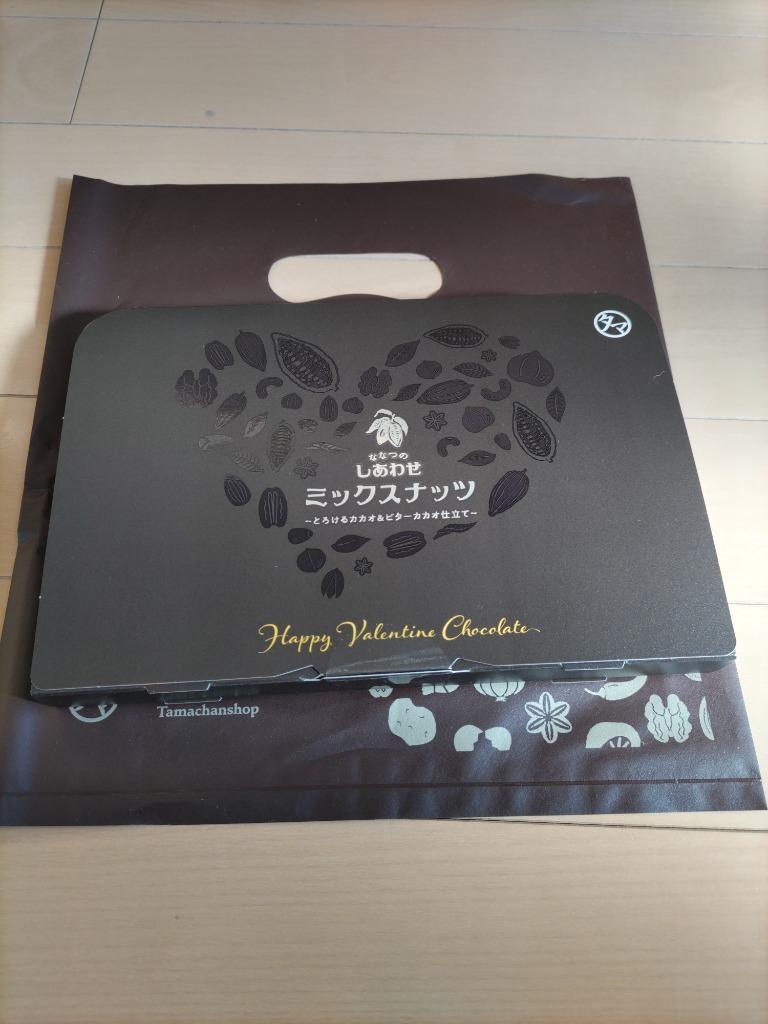 タマ
ななつの
しあわせ
ミックスナッツ
~とろけるカカオ&ビターカカオ仕立て~
Happy Valentine Chocolate
Tamachanshop